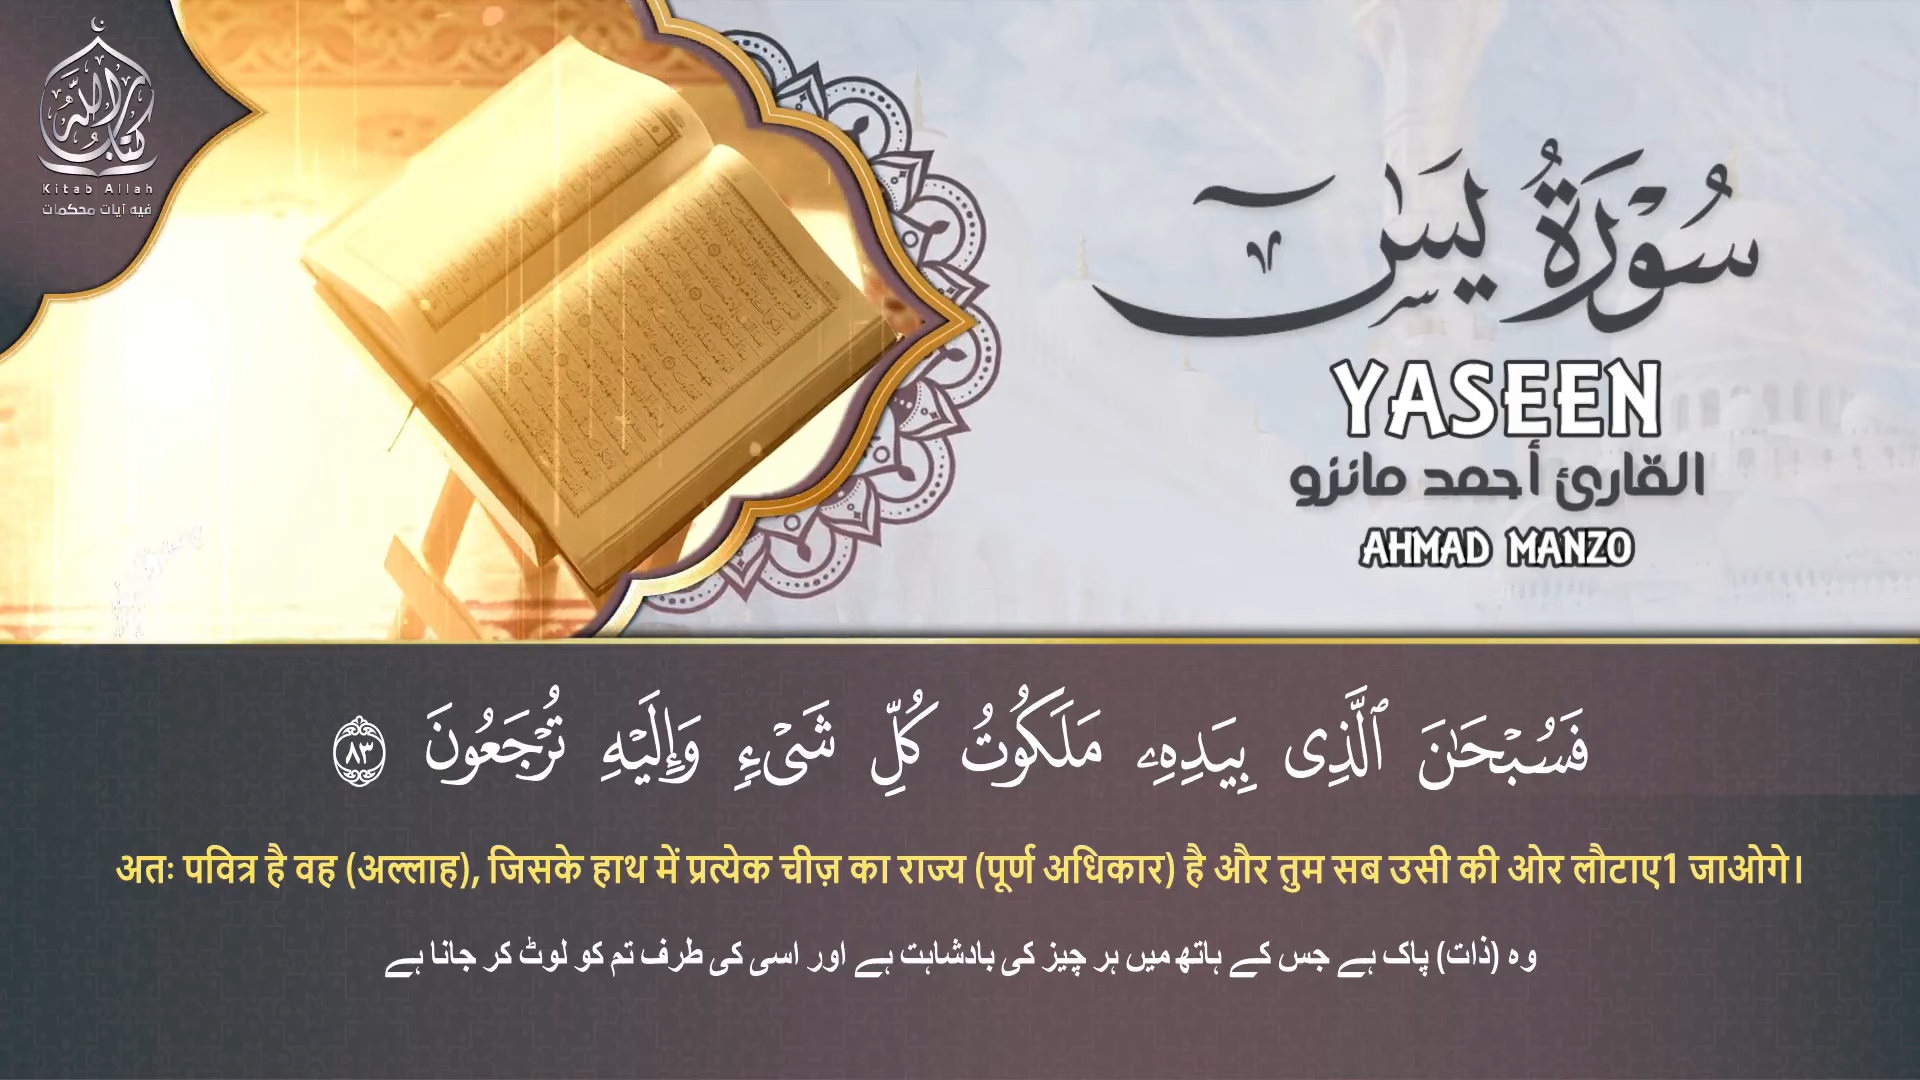 كتاب الله
Kitab Allah
فيه آيات محكمات
سُورَةُ يسٓ
YASEEN
القارئ أحمد مانزو
AHMAD MANZO
فَسُبْحَٰنَ ٱلَّذِى بِيَدِهِۦ مَلَكُوتُ كُلِّ شَىْءٍ وَإِلَيْهِ تُرْجَعُونَ ٨٣
अतः पवित्र है वह (अल्लाह), जिसके हाथ में प्रत्येक चीज़ का राज्य (पूर्ण अधिकार) है और तुम सब उसी की ओर लौटाए1 जाओगे।
وہ (ذات) پاک ہے جس کے ہاتھ میں ہر چیز کی بادشاہت ہے اور اسی کی طرف تم کو لوٹ کر جانا ہے